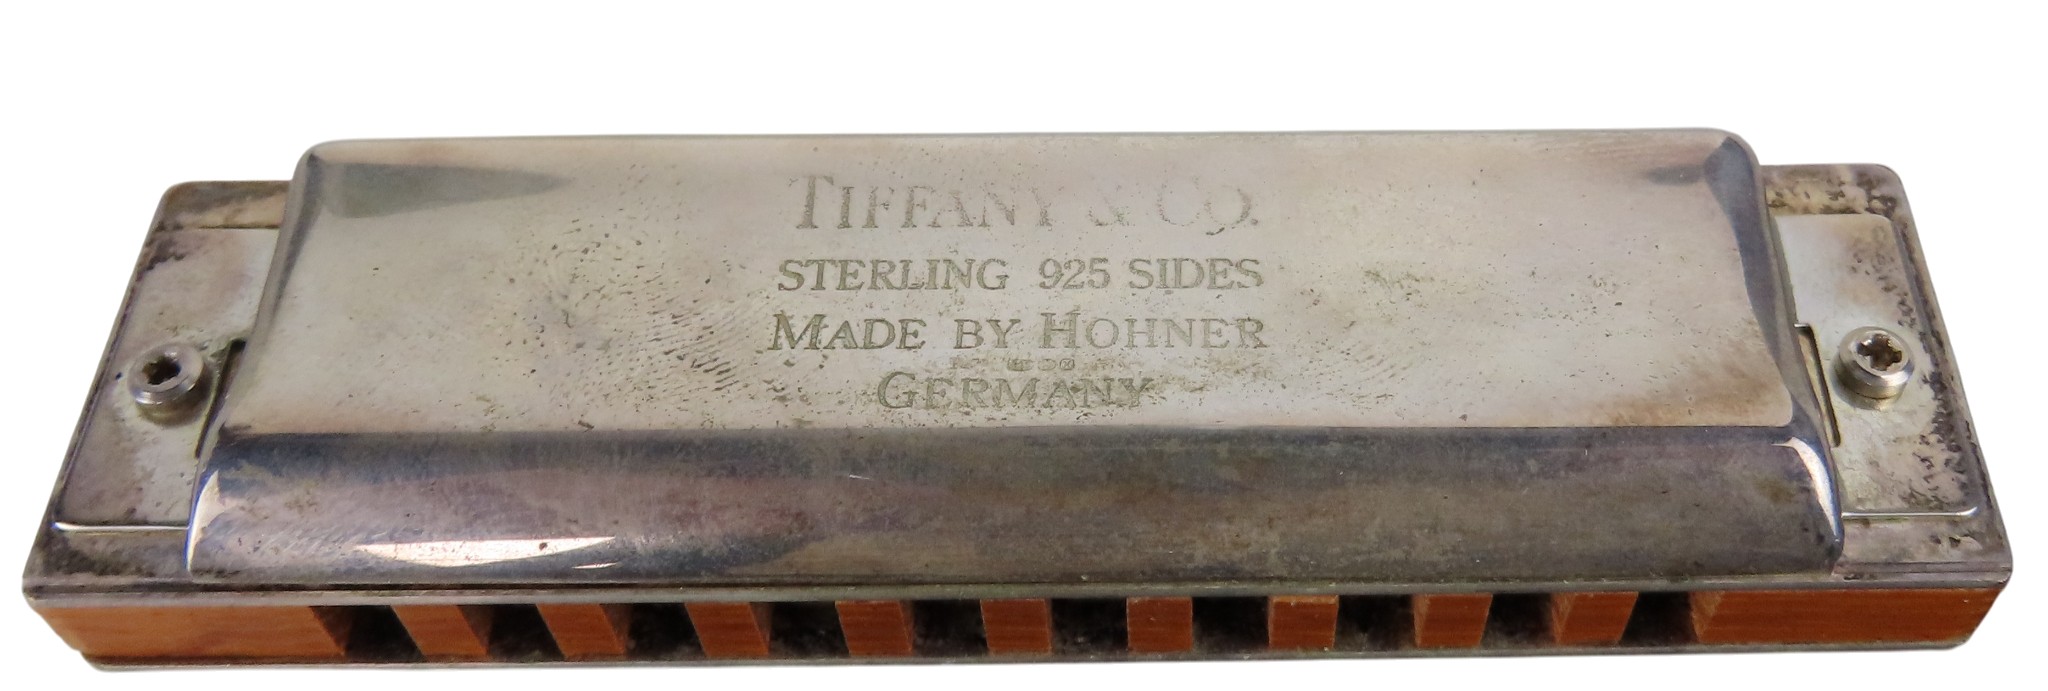 TIFFANY & CO.
STERLING 925 SIDES
MADE BY HOHNER
GERMANY